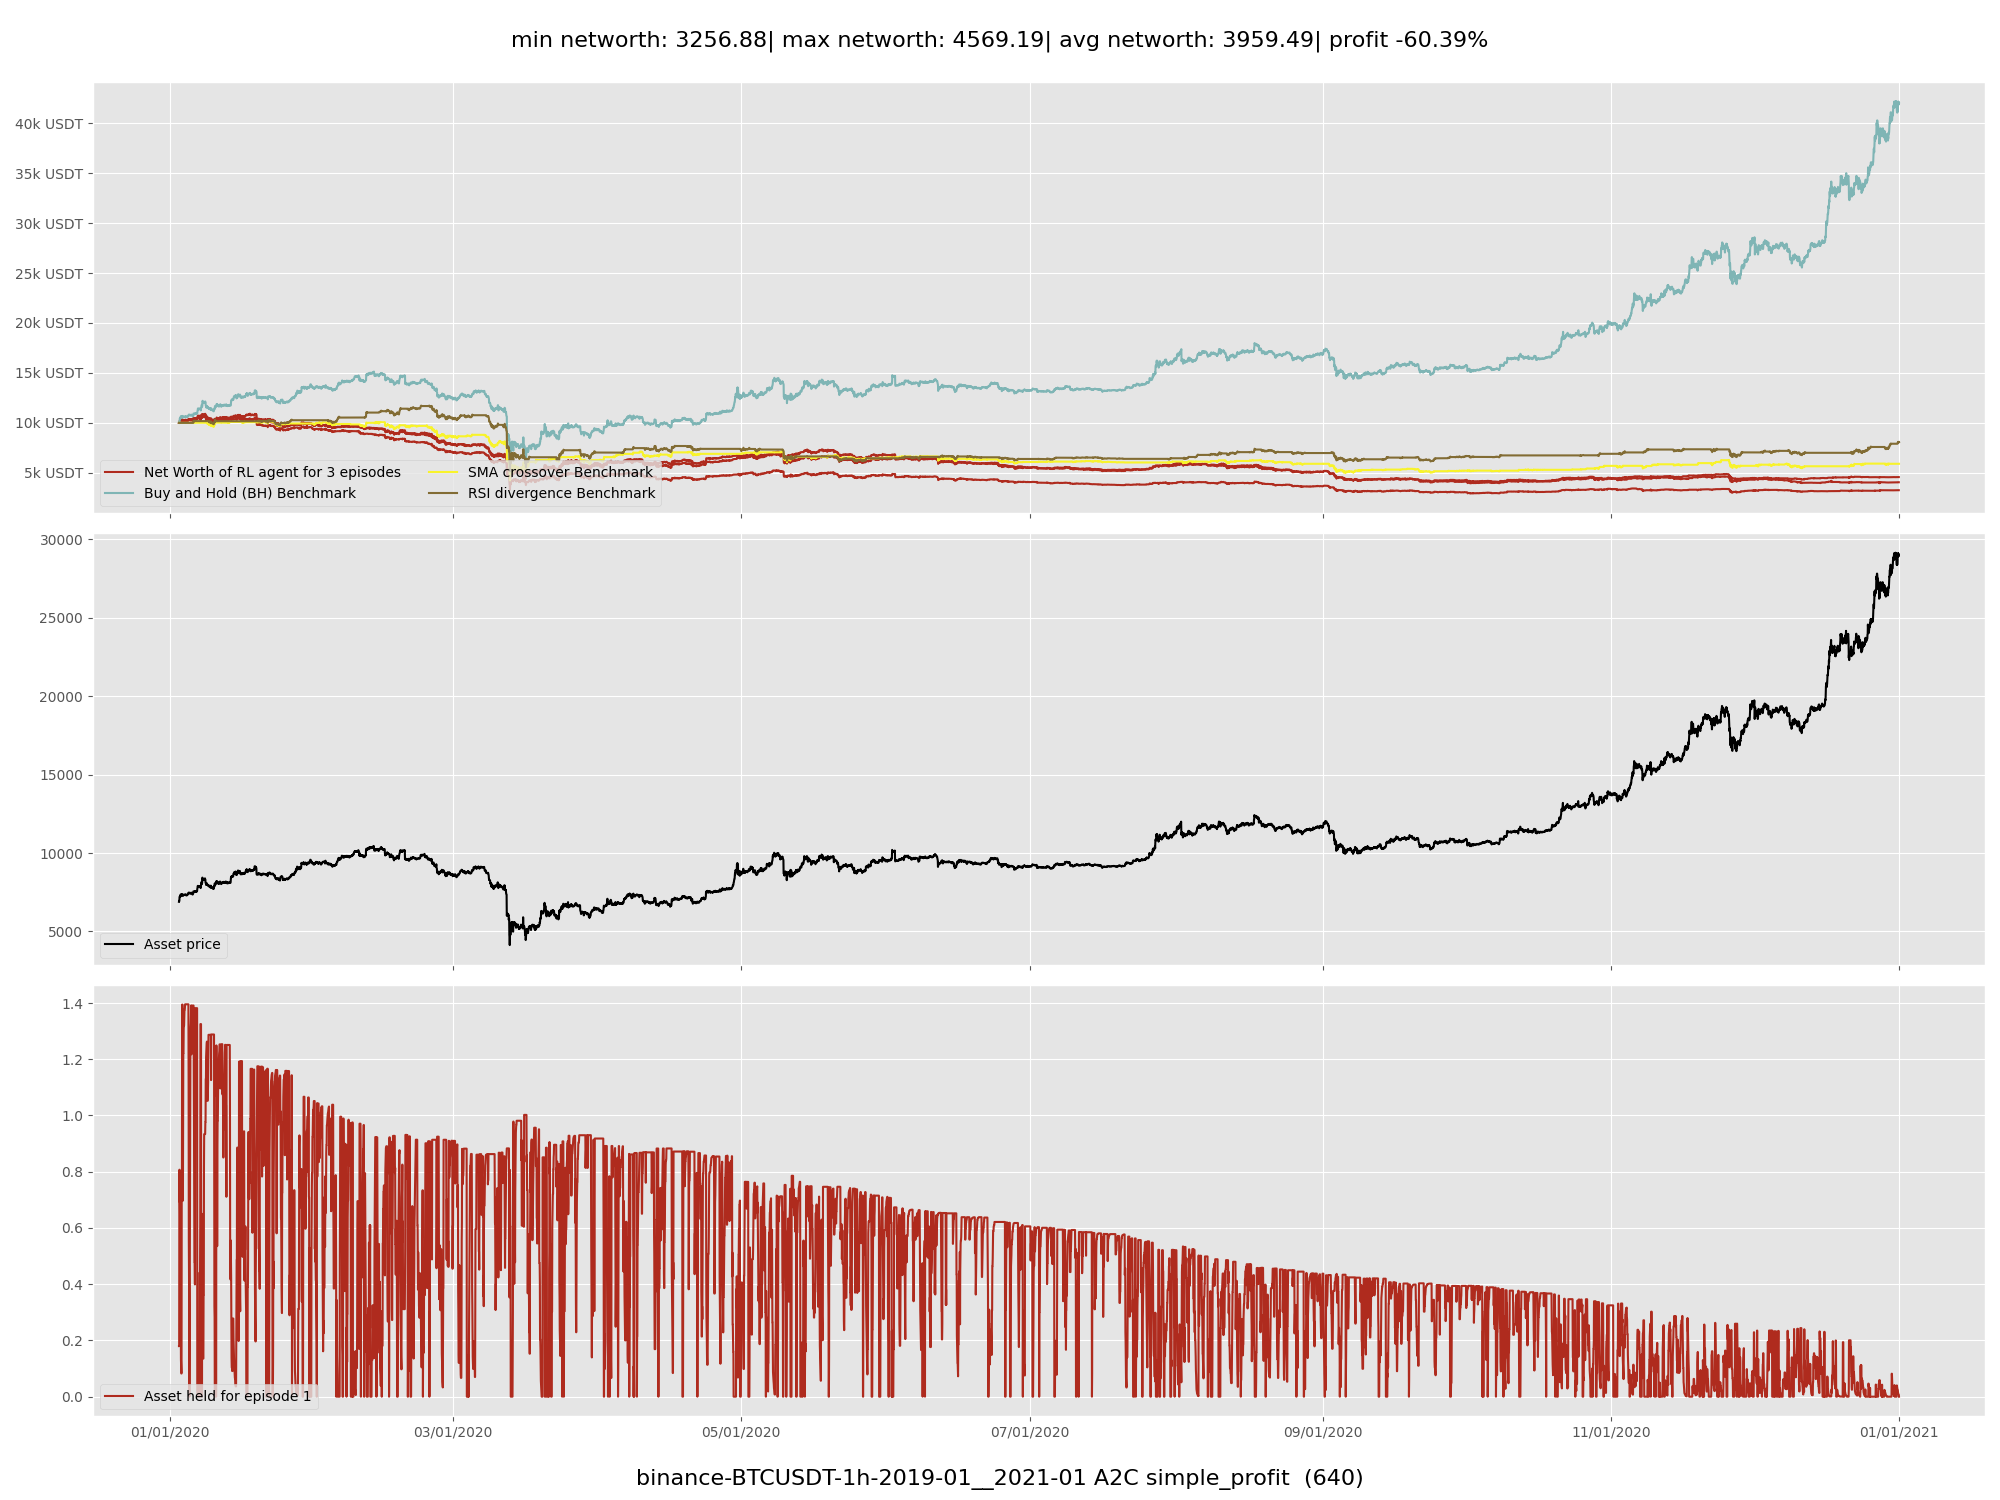 min networth: 3256.88| max networth: 4569.19| avg networth: 3959.49| profit -60.39%
40k USDT
35k USDT
30k USDT
25k USDT
20k USDT
15k USDT
10k USDT
5k USDT
Net Worth of RL agent for 3 episodes
Buy and Hold (BH) Benchmark
SMA crossover Benchmark
RSI divergence Benchmark
30000
25000
20000
15000
10000
5000
Asset price
1.4
1.2
1.0
0.8
0.6
0.4
0.2
0.0
Asset held for episode 1
01/01/2020 03/01/2020 05/01/2020 07/01/2020 09/01/2020 11/01/2020 01/01/2021
binance-BTCUSDT-1h-2019-01__2021-01 A2C simple_profit (640)